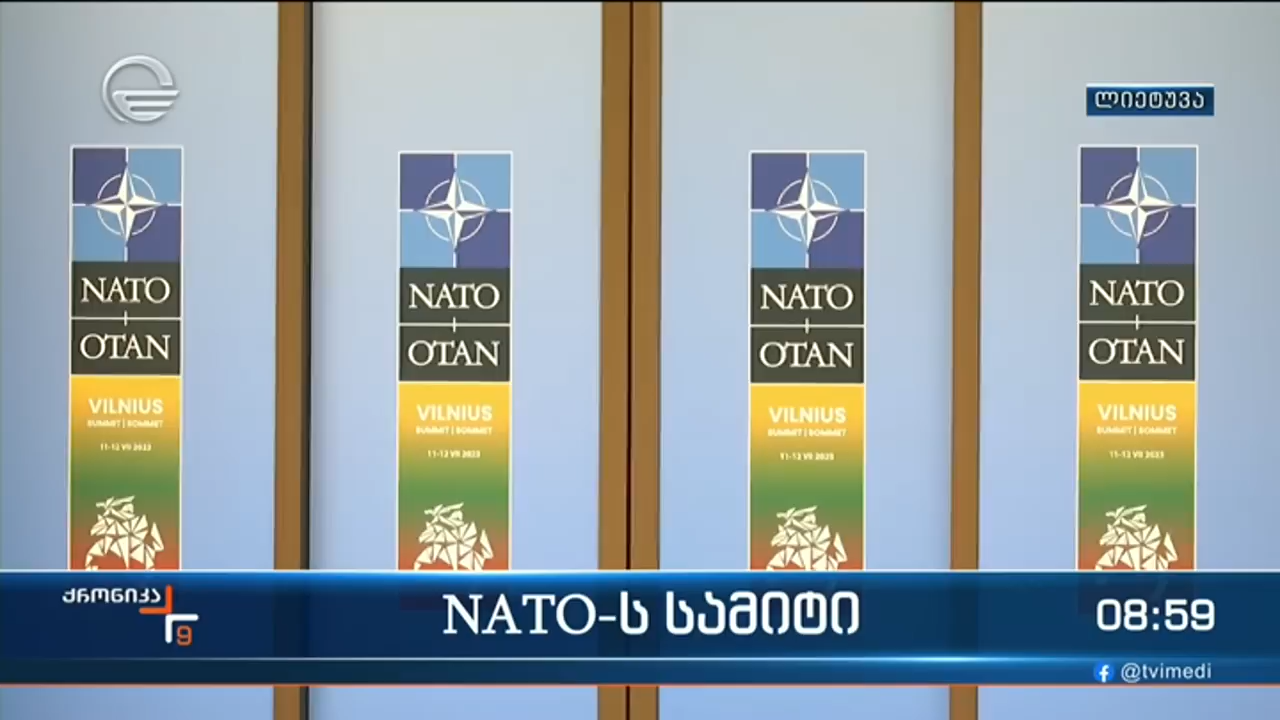 ლიეტუვა
NATO
OTAN
VILNIUS
SUMMIT | SOMMET
11-12 VII 2023
NATO
OTAN
VILNIUS
SUMMIT | SOMMET
11-12 VII 2023
NATO
OTAN
VILNIUS
SUMMIT | SOMMET
11-12 VII 2023
NATO
OTAN
VILNIUS
SUMMIT | SOMMET
11-12 VII 2023
ქრონიკა
9
NATO-ს სამიტი
08:59
@tvimedi